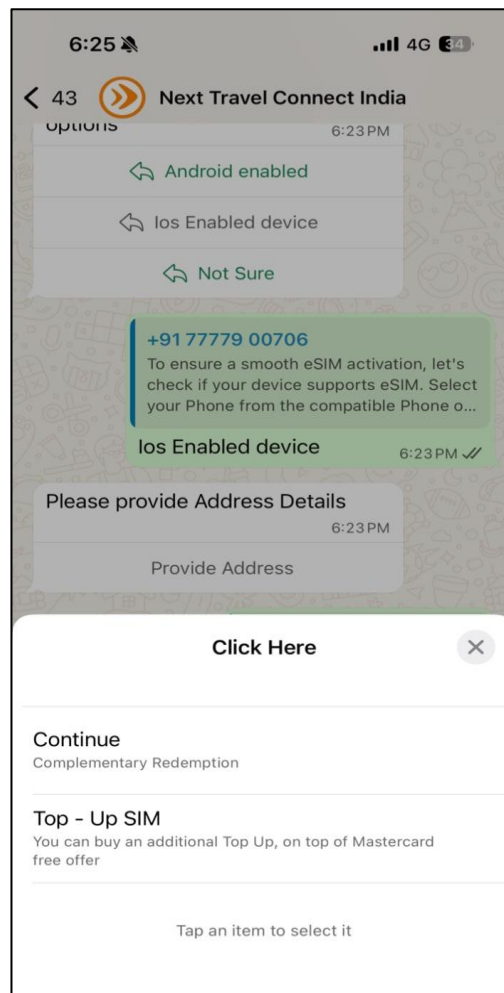 6:25
4G 34
43 Next Travel Connect India
options
6:23 PM
Android enabled
Ios Enabled device
Not Sure
+91 77779 00706
To ensure a smooth eSIM activation, let's
check if your device supports eSIM. Select
your Phone from the compatible Phone o...
Ios Enabled device
6:23 PM
Please provide Address Details
6:23 PM
Provide Address
Click Here
Continue
Complementary Redemption
Top - Up SIM
You can buy an additional Top Up, on top of Mastercard
free offer
Tap an item to select it